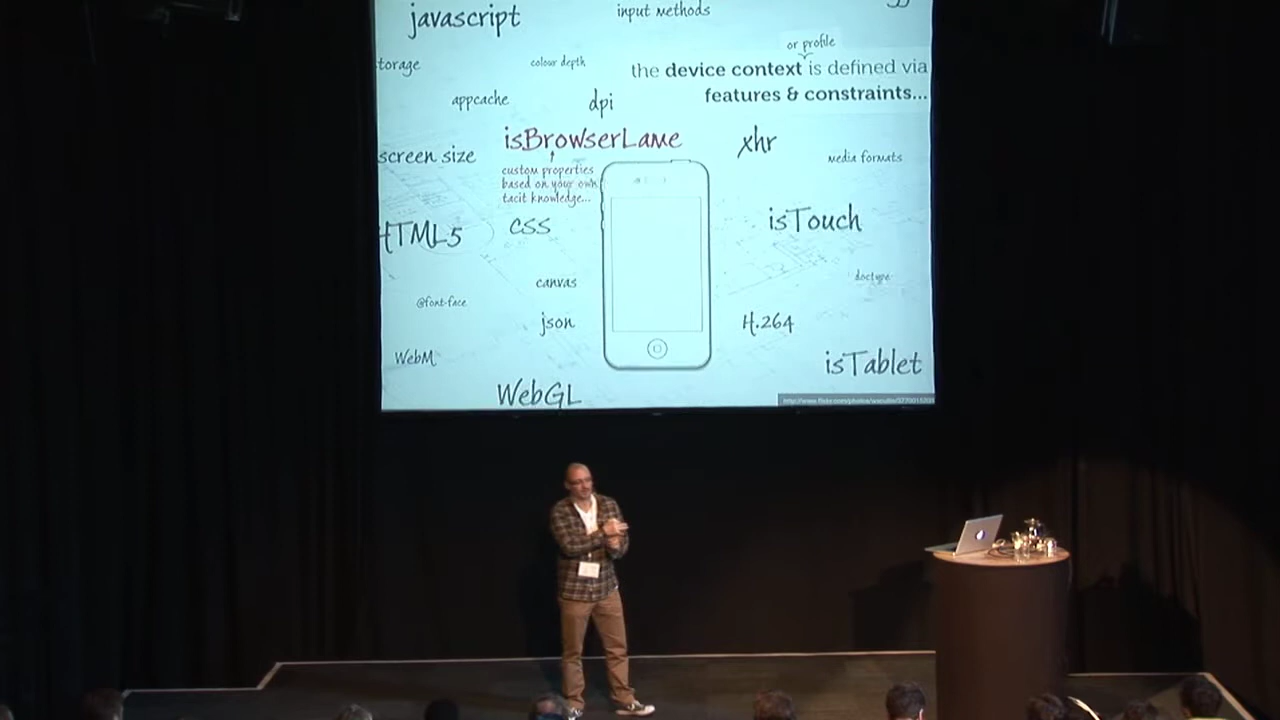 javascript
input methods
or profile
torage
colour depth
the device context is defined via
features & constraints...
appcache
dpi
isBrowserLame
xhr
screen size
media formats
custom properties
based on your own
tacit knowledge...
isTouch
CSS
HTML5
doctype
canvas
@font-face
json
H.264
WebM
isTablet
WebGL